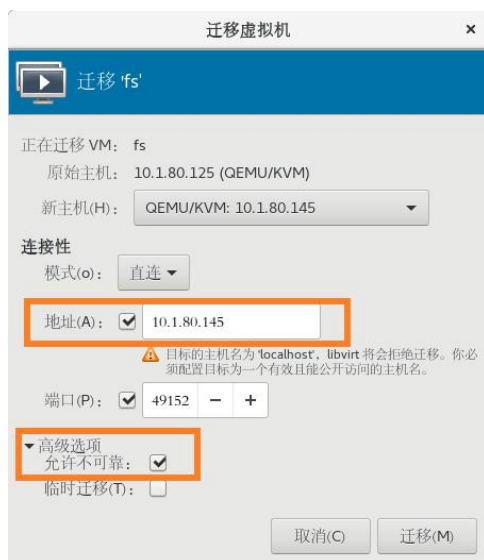 迁移虚拟机
×
迁移 'fs'
正在迁移 VM： fs
原始主机： 10.1.80.125 (QEMU/KVM)
新主机(H)： QEMU/KVM: 10.1.80.145
连接性
模式(o)： 直连
地址(A)： 10.1.80.145
目标的主机名为 'localhost'，libvirt 将会拒绝迁移。你必
须配置目标为一个有效且能公开访问的主机名。
端口(P)： 49152 − +
高级选项
允许不可靠：
临时迁移(T)：
取消(C) 迁移(M)